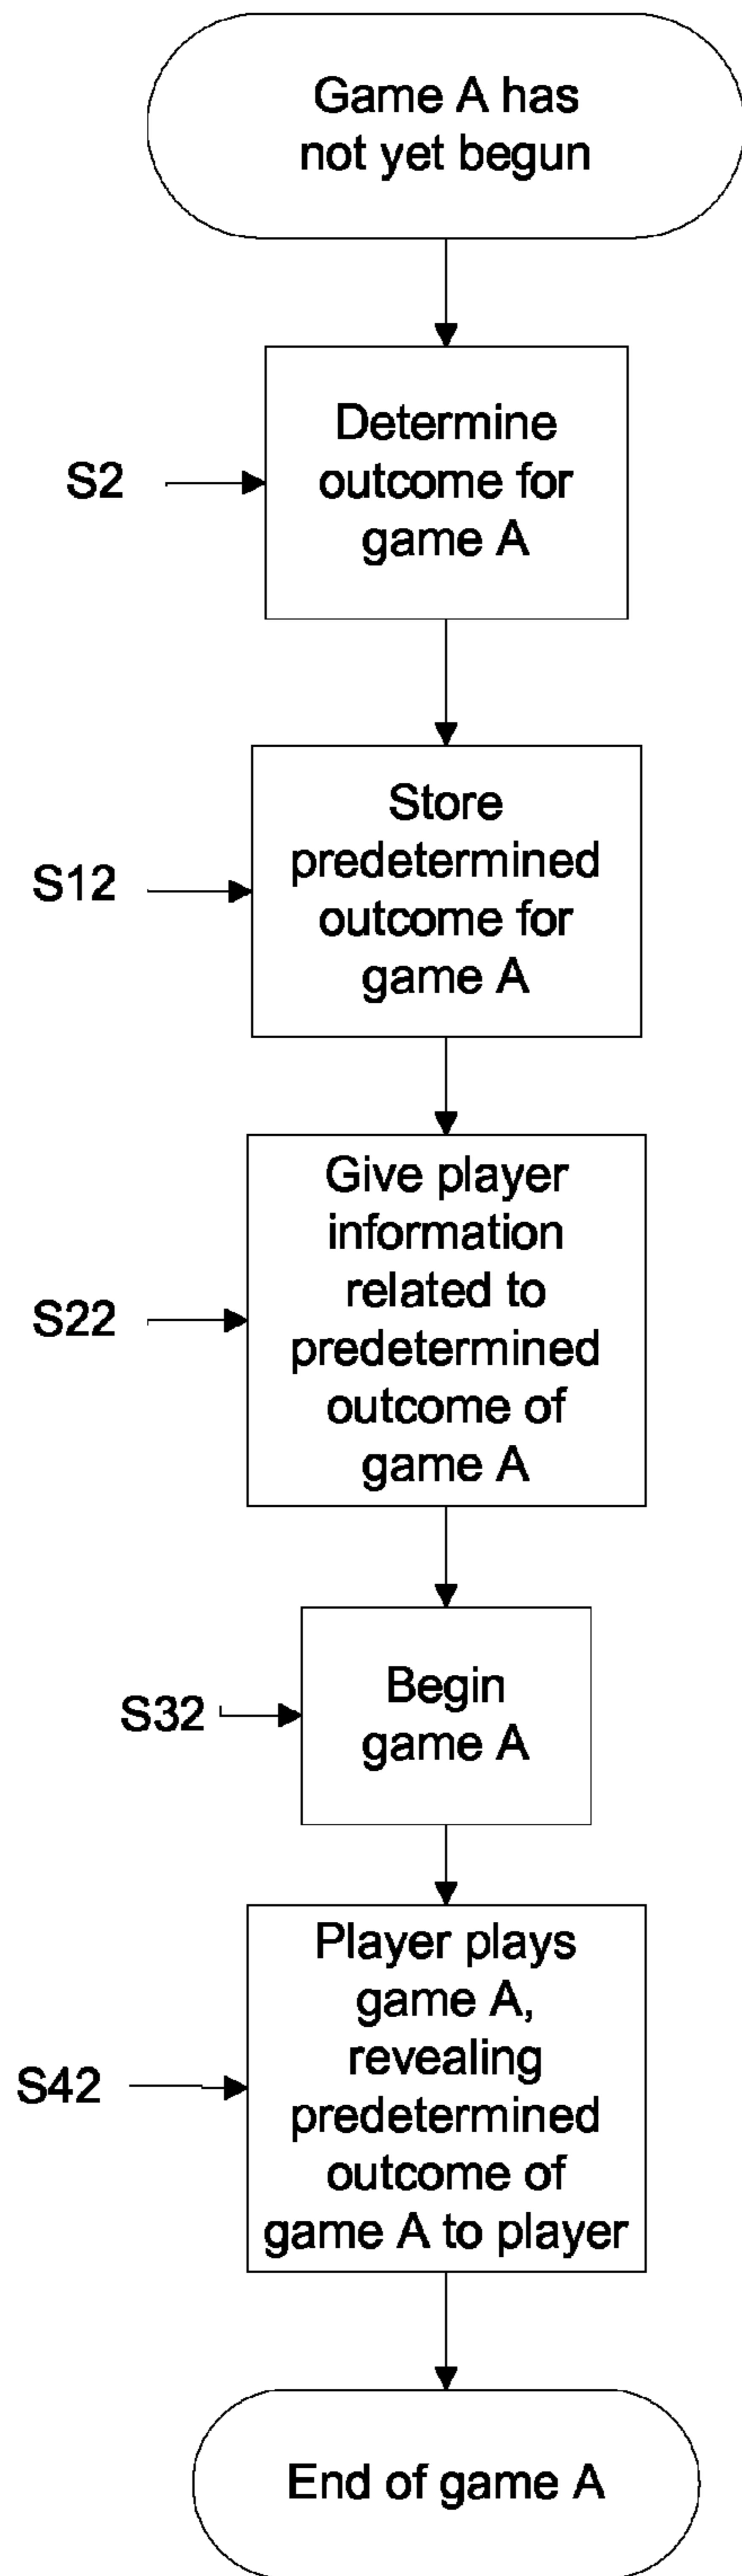 Game A has
not yet begun
Determine
outcome for
game A
S2
Store
predetermined
outcome for
game A
S12
Give player
information
related to
predetermined
outcome of
game A
S22
Begin
game A
S32
Player plays
game A,
revealing
predetermined
outcome of
game A to player
S42
End of game A